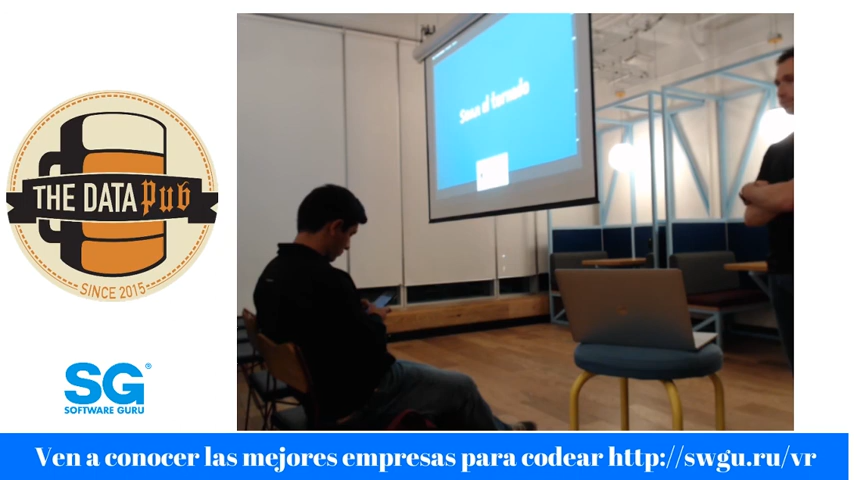 THE DATA Pub
SINCE 2015
SG®
SOFTWARE GURU
Ven a conocer las mejores empresas para codear http://swgu.ru/vr